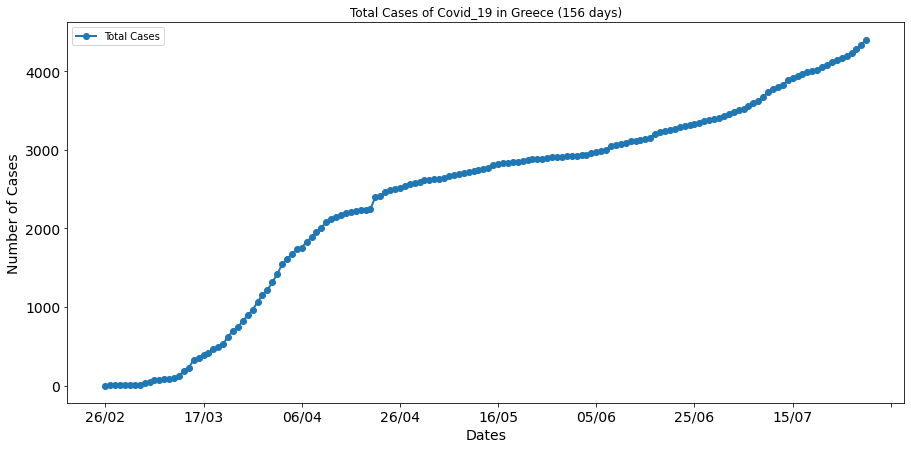 Total Cases of Covid_19 in Greece (156 days)
Total Cases
Number of Cases
4000
3000
2000
1000
0
26/02 17/03 06/04 26/04 16/05 05/06 25/06 15/07
Dates